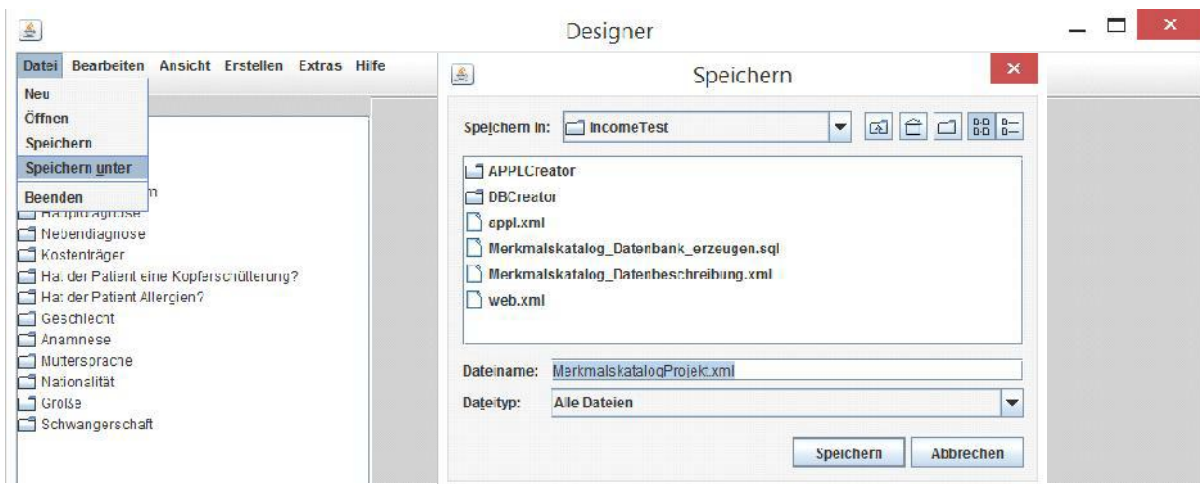 Designer
Datei Bearbeiten Ansicht Erstellen Extras Hilfe
Neu
Öffnen
Speichern
Speichern unter
Beenden
Hauptdiagnose
Nebendiagnose
Kostenträger
Hat der Patient eine Kopferschütterung?
Hat der Patient Allergien?
Geschlecht
Anamnese
Muttersprache
Nationalität
Größe
Schwangerschaft
Speichern
Speichern in: IncomeTest
APPLCreator
DBCreator
appl.xml
Merkmalskatalog_Datenbank_erzeugen.sql
Merkmalskatalog_Datenbeschreibung.xml
web.xml
Dateiname: MerkmalskatalogProjekt.xml
Dateityp: Alle Dateien
Speichern Abbrechen